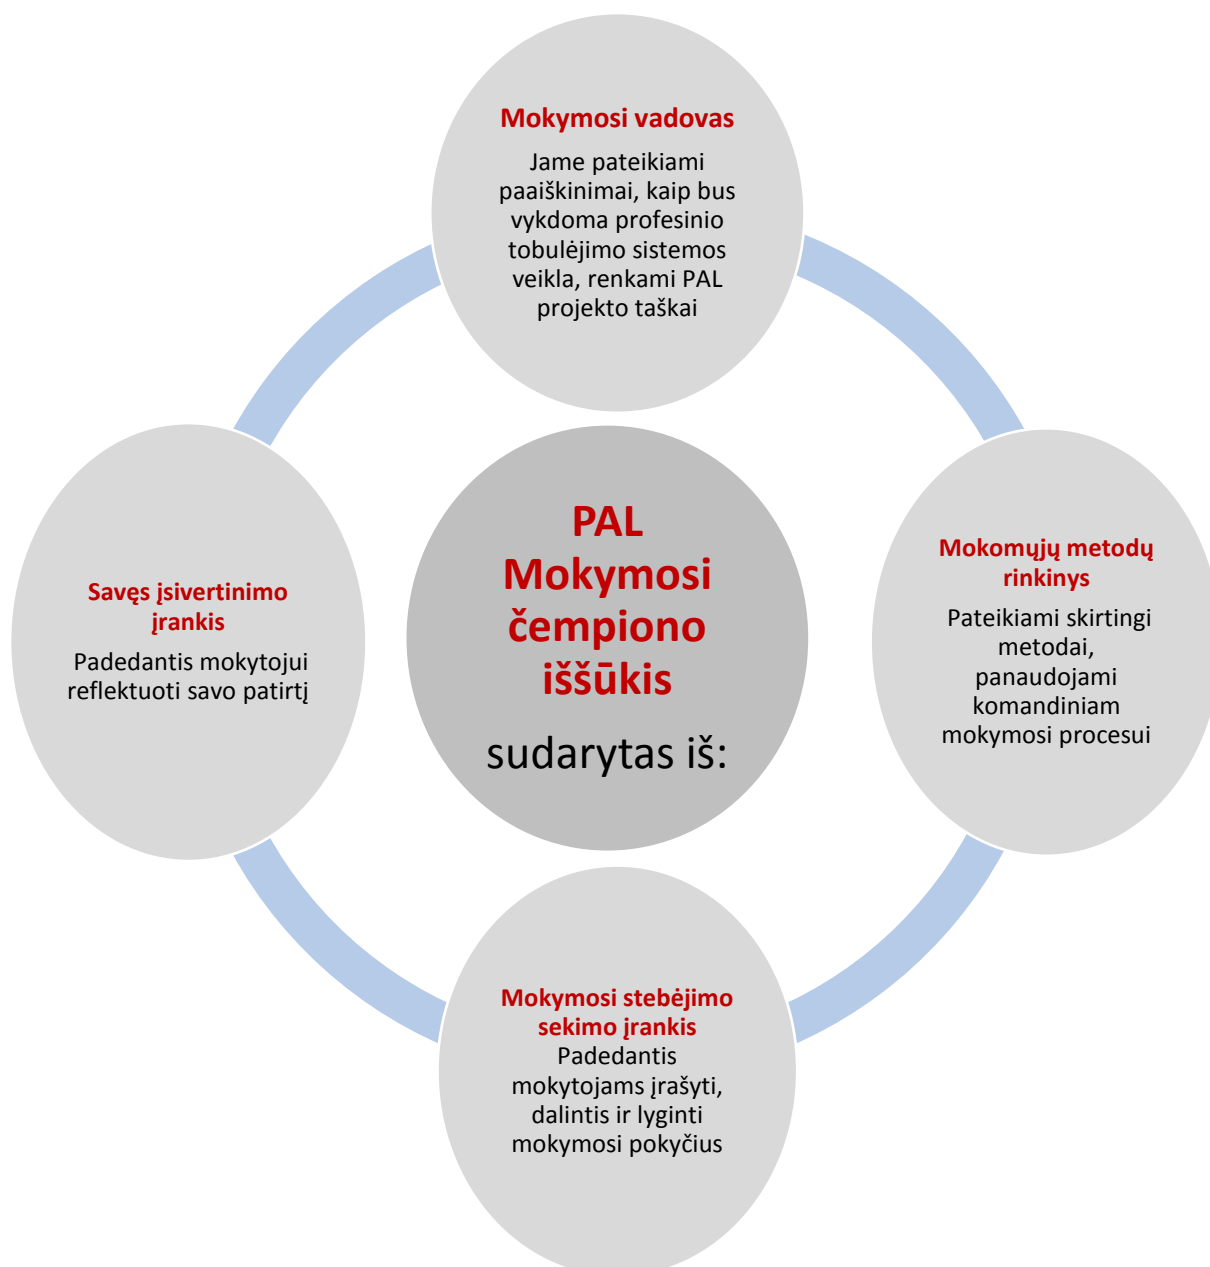 Mokymosi vadovas
Jame pateikiami
paaiškinimai, kaip bus
vykdoma profesinio
tobulėjimo sistemos
veikla, renkami PAL
projekto taškai
Savęs įsivertinimo
įrankis
Padedantis mokytojui
reflektuoti savo patirtį
PAL
Mokymosi
čempiono
iššūkis
sudarytas iš:
Mokomųjų metodų
rinkinys
Pateikiami skirtingi
metodai,
panaudojami
komandiniam
mokymosi procesui
Mokymosi stebėjimo
sekimo įrankis
Padedantis
mokytojams įrašyti,
dalintis ir lyginti
mokymosi pokyčius